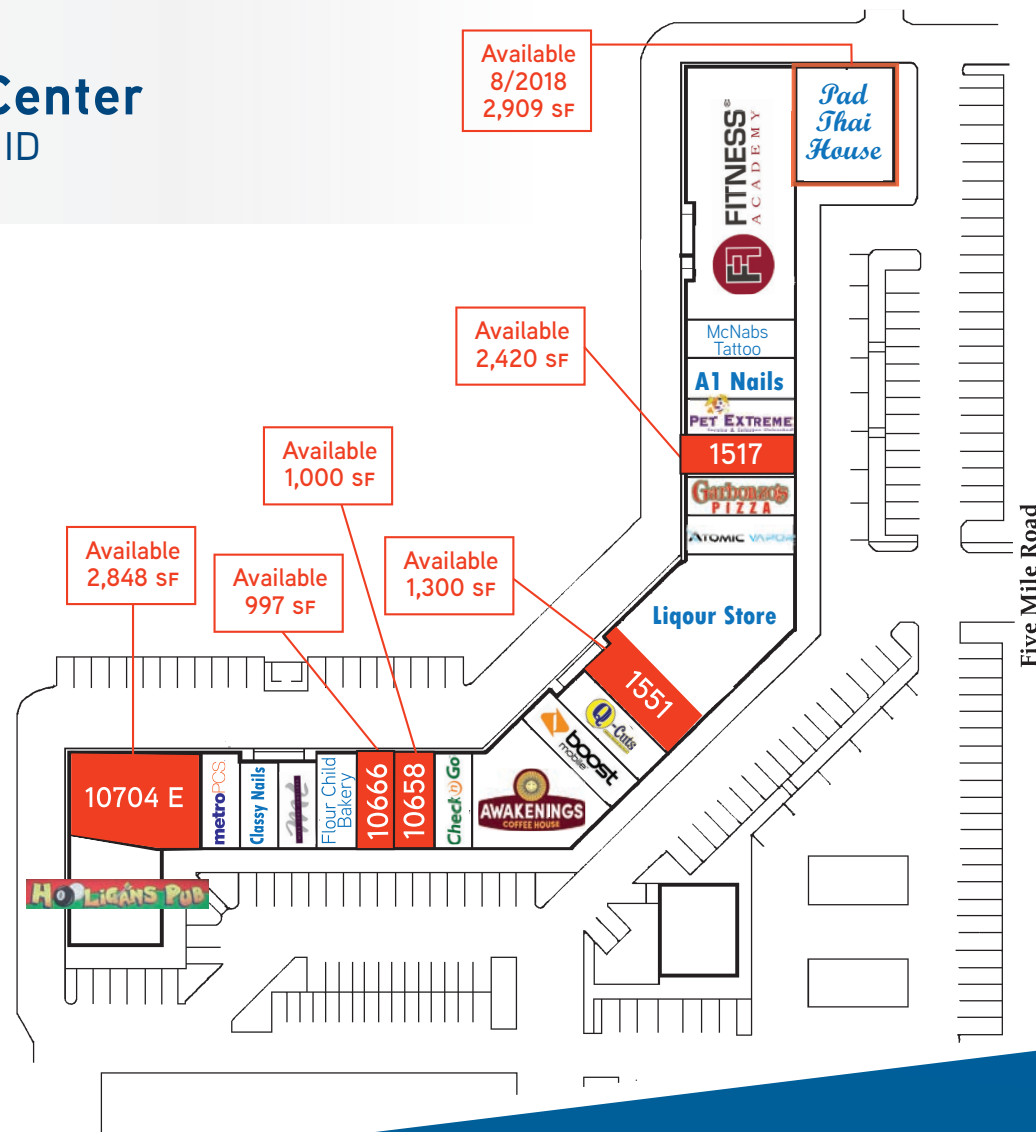 Center
ID
Available
8/2018
2,909 SF
Pad
Thai
House
FITNESS®
ACADEMY
Available
2,420 SF
McNabs
Tattoo
A1 Nails
PET EXTREME
1517
Garbonzo's
PIZZA
ATOMIC VAPOR
Available
1,000 SF
Available
2,848 SF
Available
997 SF
Available
1,300 SF
Liqour Store
Five Mile Road
1551
Q-Cuts
boost
mobile
10704 E
metroPCS.
Classy Nails
Flour Child
Bakery
10666
10658
Check n Go
AWAKENINGS
COFFEE HOUSE
HOOLIGANS PUB